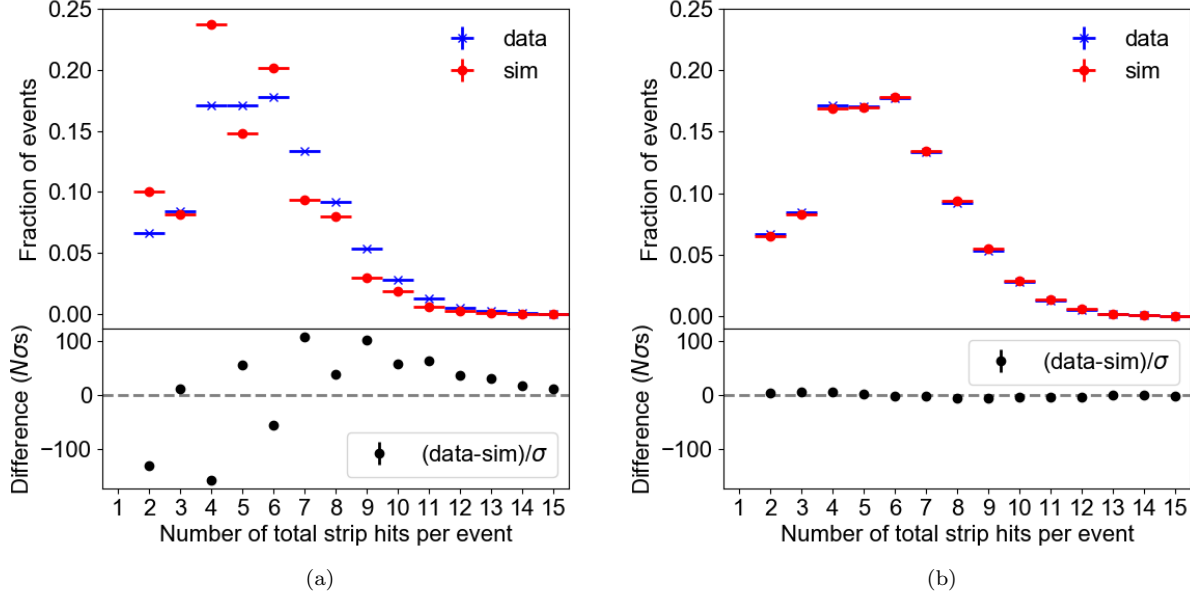 0.25
0.20
0.15
0.10
0.05
0.00
Fraction of events
data
sim
100
0
−100
Difference (Nσs)
(data-sim)/σ
1 2 3 4 5 6 7 8 9 10 11 12 13 14 15
Number of total strip hits per event
(a)
0.25
0.20
0.15
0.10
0.05
0.00
Fraction of events
data
sim
100
0
−100
Difference (Nσs)
(data-sim)/σ
1 2 3 4 5 6 7 8 9 10 11 12 13 14 15
Number of total strip hits per event
(b)